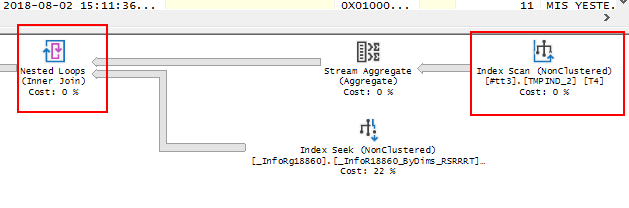 2018-08-02 15:11:36... 0X01000... 11 MIS YESTE.
Nested Loops
(Inner Join)
Cost: 0 %
Stream Aggregate
(Aggregate)
Cost: 0 %
Index Scan (NonClustered)
[#tt3].[TMPIND_2] [T4]
Cost: 0 %
Index Seek (NonClustered)
[_InfoRg18860].[_InfoR18860_ByDims_RSRRRT]...
Cost: 22 %